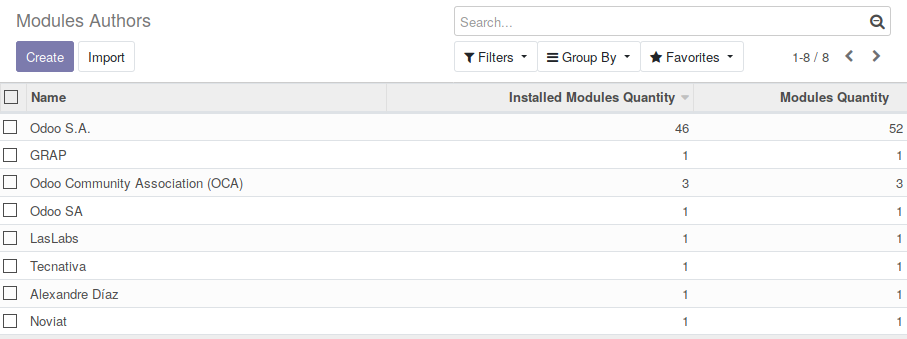 Modules Authors
Search...
Create Import
Filters Group By Favorites 1-8 / 8
Name Installed Modules Quantity Modules Quantity
Odoo S.A. 46 52
GRAP 1 1
Odoo Community Association (OCA) 3 3
Odoo SA 1 1
LasLabs 1 1
Tecnativa 1 1
Alexandre Díaz 1 1
Noviat 1 1